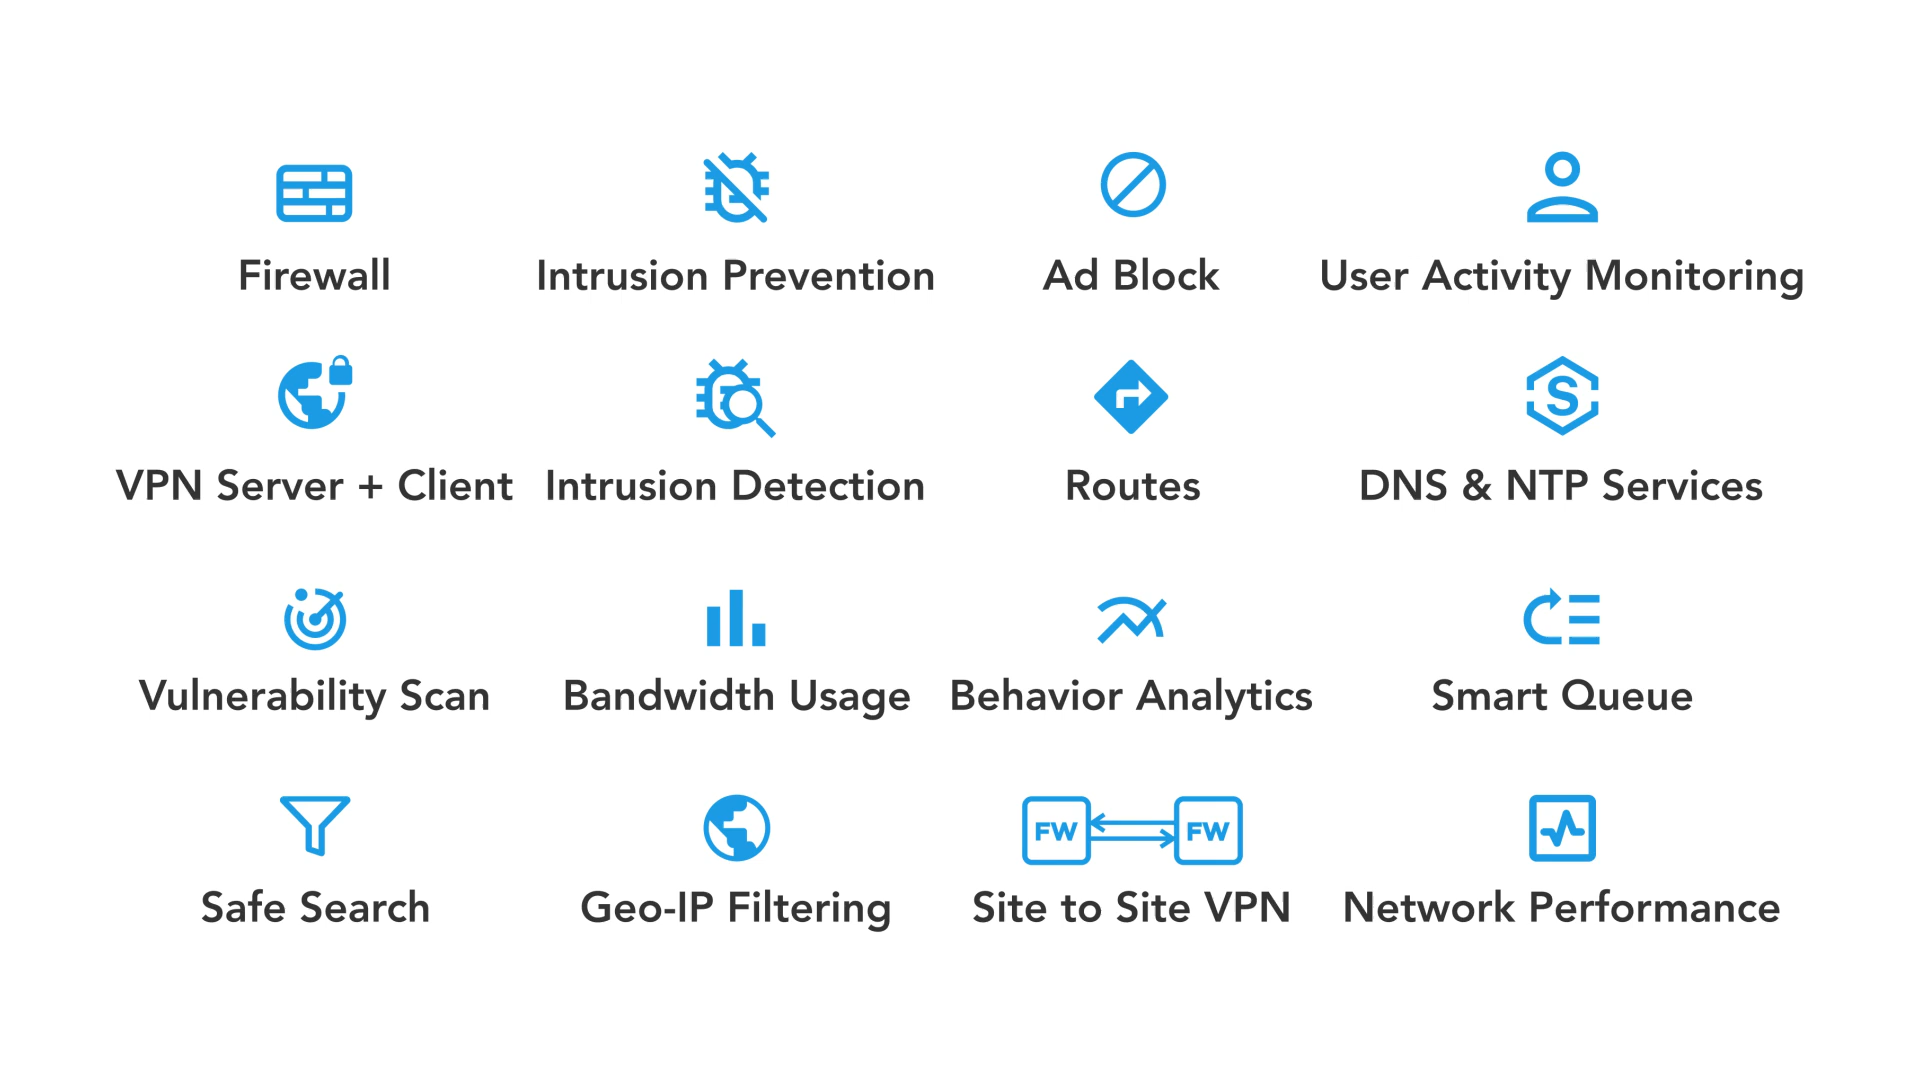 Firewall
Intrusion Prevention
Ad Block
User Activity Monitoring
VPN Server + Client
Intrusion Detection
Routes
S
DNS & NTP Services
Vulnerability Scan
Bandwidth Usage
Behavior Analytics
Smart Queue
FW
FW
Safe Search
Geo-IP Filtering
Site to Site VPN
Network Performance